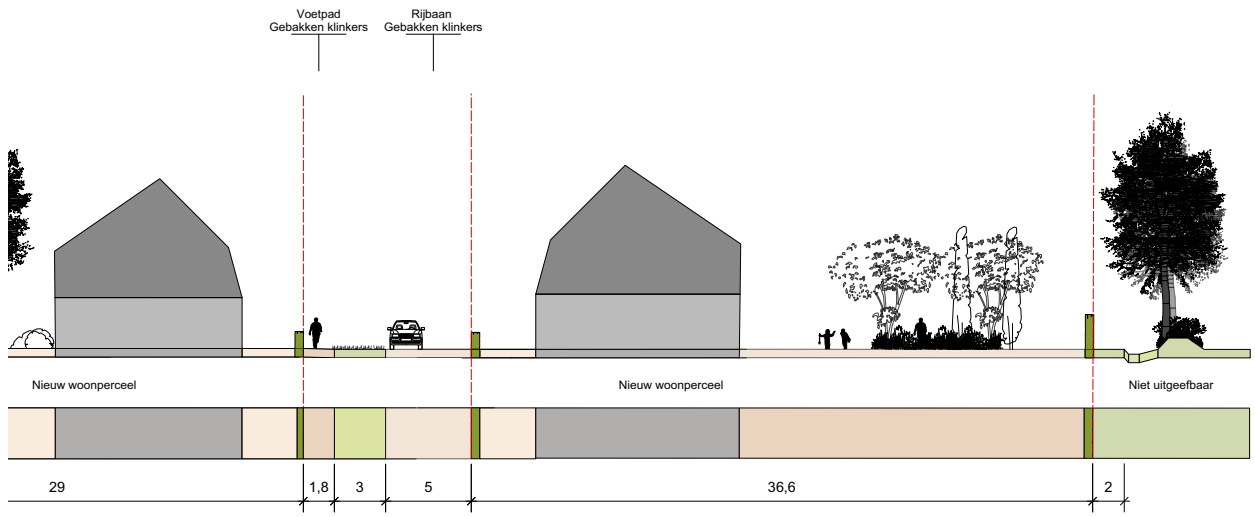 Voetpad
Gebakken klinkers
Rijbaan
Gebakken klinkers
Nieuw woonperceel
Nieuw woonperceel
Niet uitgeefbaar
29
1,8
3
5
36,6
2